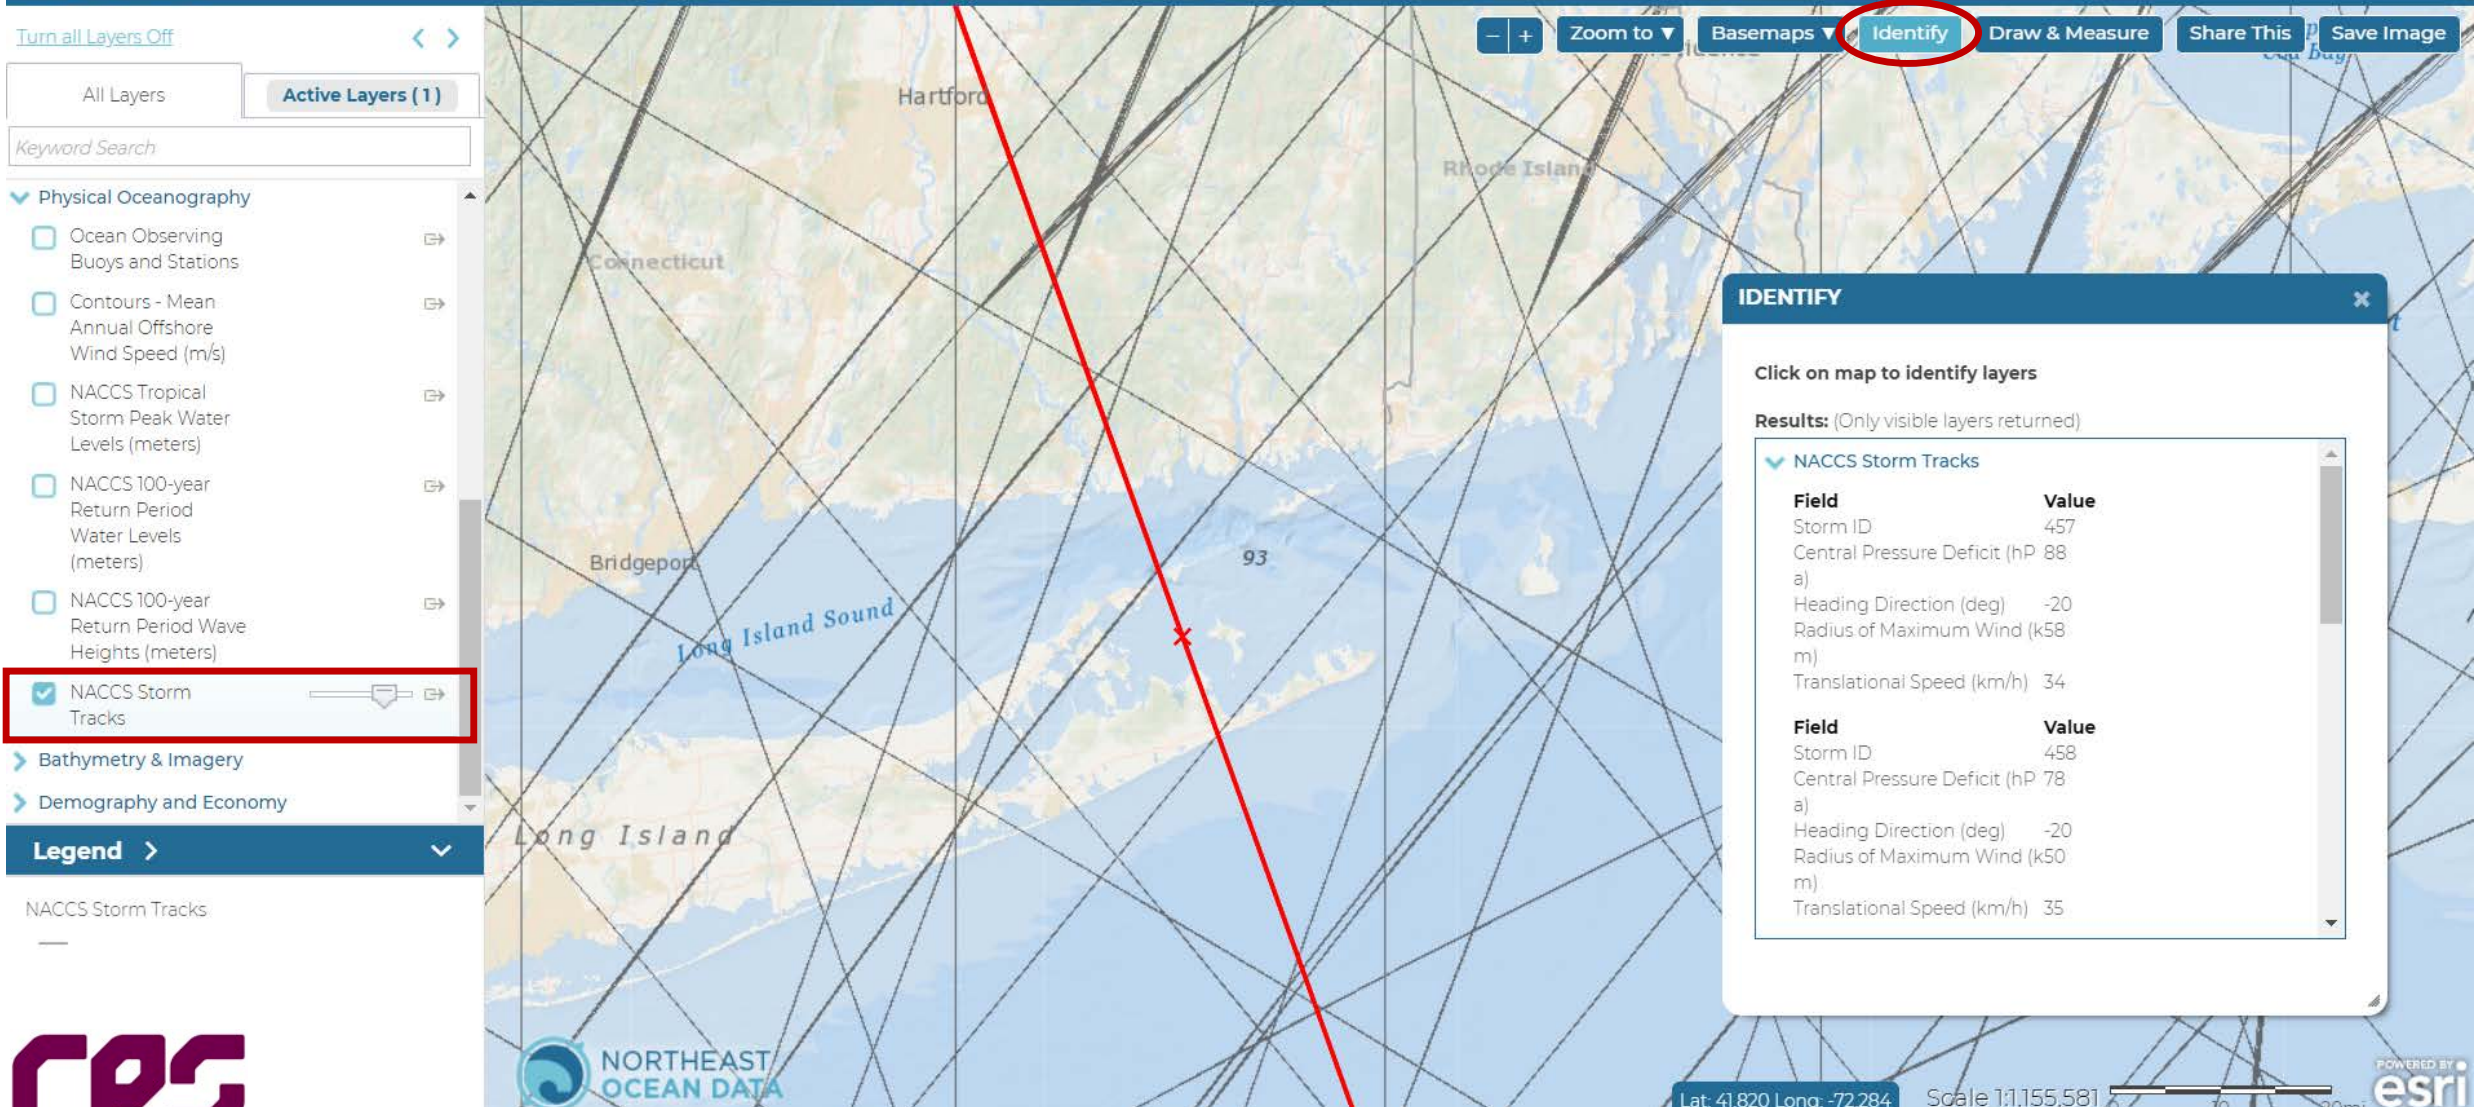 Turn all Layers Off
All Layers
Active Layers (1)
Keyword Search
Physical Oceanography
Ocean Observing
Buoys and Stations
Contours - Mean
Annual Offshore
Wind Speed (m/s)
NACCS Tropical
Storm Peak Water
Levels (meters)
NACCS 100-year
Return Period
Water Levels
(meters)
NACCS 100-year
Return Period Wave
Heights (meters)
NACCS Storm
Tracks
Bathymetry & Imagery
Demography and Economy
Legend
NACCS Storm Tracks
rps
− +
Zoom to ▼
Basemaps ▼
Identify
Draw & Measure
Share This
Save Image
Hartford
Rhode Island
Connecticut
Bridgeport
93
Long Island Sound
Long Island
NORTHEAST
OCEAN DATA
IDENTIFY
Click on map to identify layers
Results: (Only visible layers returned)
NACCS Storm Tracks
Field Value
Storm ID 457
Central Pressure Deficit (hP 88
a)
Heading Direction (deg) -20
Radius of Maximum Wind (k58
m)
Translational Speed (km/h) 34
Field Value
Storm ID 458
Central Pressure Deficit (hP 78
a)
Heading Direction (deg) -20
Radius of Maximum Wind (k50
m)
Translational Speed (km/h) 35
Lat: 41.820 Long: -72.284
Scale 1:1,155,581
POWERED BY
esri